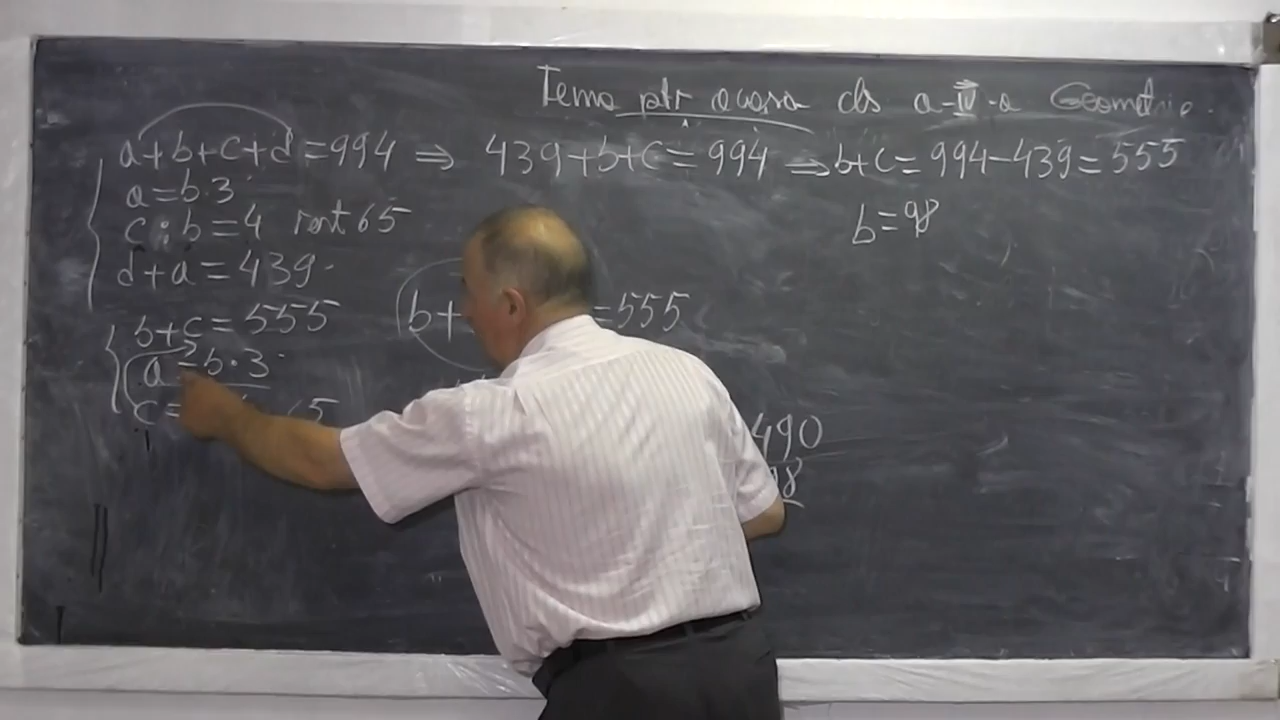 Tema ptr acasa cls a-IV-a Geometrie.
a+b+c+d=994 ⇒ 439+b+c=994 ⇒ b+c=994-439=555
a=b·3
c:b=4 rest 65
b=98
d+a=439
b+c=555
b+ =555
a=b·3
c= 65
490
98